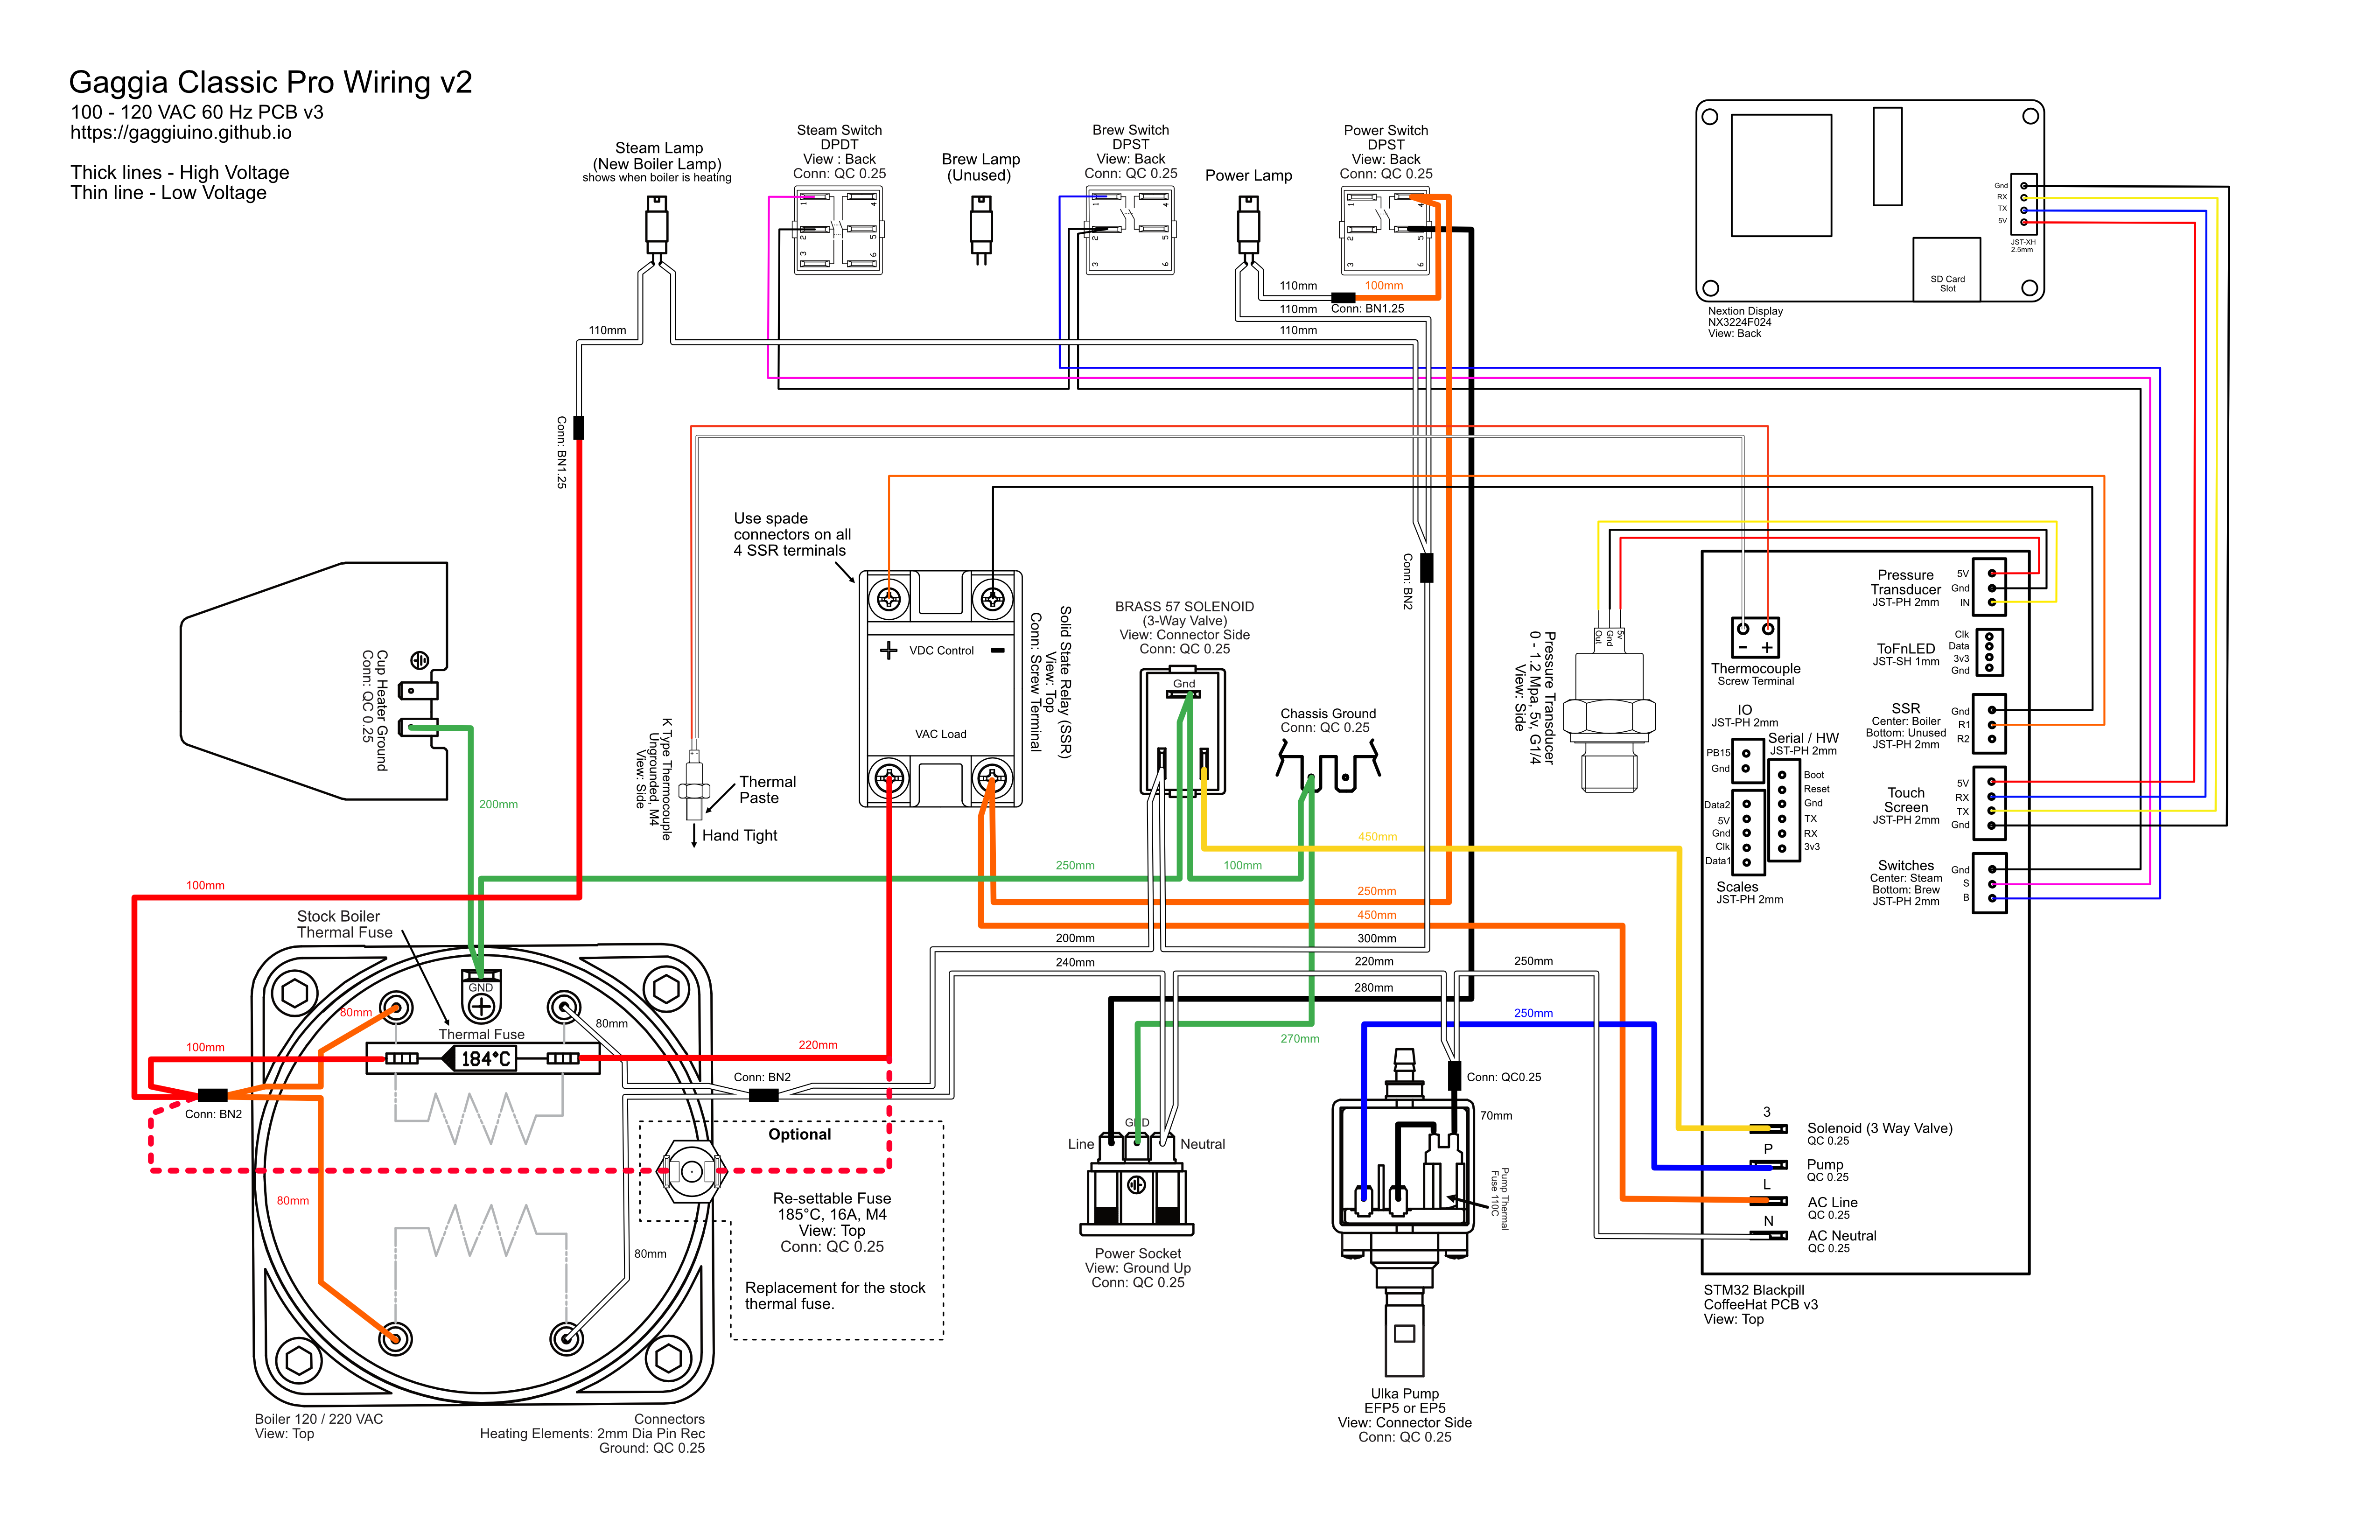 Gaggia Classic Pro Wiring v2
100 - 120 VAC 60 Hz PCB v3
https://gaggiuino.github.io
Thick lines - High Voltage
Thin line - Low Voltage
Steam Lamp
(New Boiler Lamp)
shows when boiler is heating
Steam Switch
DPDT
View : Back
Conn: QC 0.25
1
2
3
4
5
6
Brew Lamp
(Unused)
Brew Switch
DPST
View: Back
Conn: QC 0.25
1
2
3
4
5
6
Power Lamp
Power Switch
DPST
View: Back
Conn: QC 0.25
1
2
3
4
5
6
Gnd
RX
TX
5V
JST-XH
2.5mm
SD Card
Slot
Nextion Display
NX3224F024
View: Back
110mm
100mm
Conn: BN1.25
110mm
110mm
110mm
Conn: BN1.25
Use spade
connectors on all
4 SSR terminals
VDC Control
VAC Load
+
-
Solid State Relay (SSR)
View: Top
Conn: Screw Terminal
K Type Thermocouple
Ungrounded, M4
View: Side
Thermal
Paste
Hand Tight
BRASS 57 SOLENOID
(3-Way Valve)
View: Connector Side
Conn: QC 0.25
Gnd
Chassis Ground
Conn: QC 0.25
Conn: BN2
Out
Gnd
5v
Pressure Transducer
0 - 1.2 Mpa, 5v, G1/4
View: Side
Cup Heater Ground
Conn: QC 0.25
200mm
- +
Thermocouple
Screw Terminal
Pressure
Transducer
JST-PH 2mm
5V
Gnd
IN
ToFnLED
JST-SH 1mm
Clk
Data
3v3
Gnd
SSR
Center: Boiler
Bottom: Unused
JST-PH 2mm
Gnd
R1
R2
IO
JST-PH 2mm
PB15
Gnd
Serial / HW
JST-PH 2mm
Boot
Reset
Gnd
TX
RX
3v3
Data2
5V
Gnd
Clk
Data1
Scales
JST-PH 2mm
Touch
Screen
JST-PH 2mm
5V
RX
TX
Gnd
Switches
Center: Steam
Bottom: Brew
JST-PH 2mm
Gnd
S
B
450mm
250mm
100mm
100mm
250mm
450mm
200mm
300mm
240mm
220mm
250mm
280mm
250mm
270mm
Stock Boiler
Thermal Fuse
GND
80mm
80mm
Thermal Fuse
184°C
100mm
220mm
Conn: BN2
Conn: BN2
80mm
80mm
Optional
Re-settable Fuse
185°C, 16A, M4
View: Top
Conn: QC 0.25
Replacement for the stock
thermal fuse.
Boiler 120 / 220 VAC
View: Top
Connectors
Heating Elements: 2mm Dia Pin Rec
Ground: QC 0.25
GND
Line
Neutral
Power Socket
View: Ground Up
Conn: QC 0.25
Conn: QC0.25
70mm
Pump Thermal
Fuse 110C
Ulka Pump
EFP5 or EP5
View: Connector Side
Conn: QC 0.25
3
Solenoid (3 Way Valve)
QC 0.25
P
Pump
QC 0.25
L
AC Line
QC 0.25
N
AC Neutral
QC 0.25
STM32 Blackpill
CoffeeHat PCB v3
View: Top